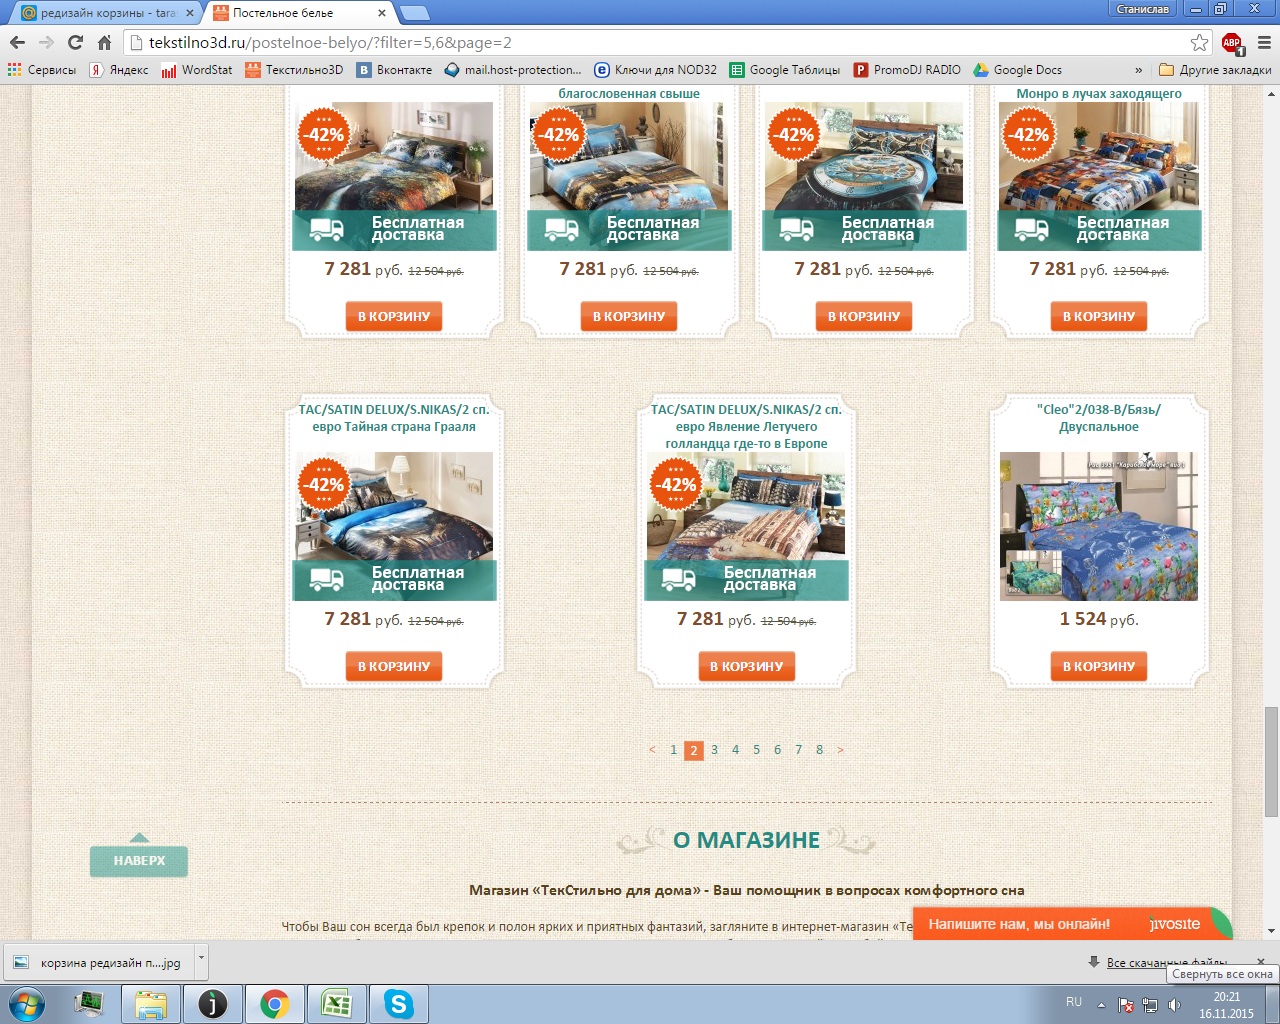 редизайн корзины - tara
Постельное белье
Станислав
tekstilno3d.ru/postelnoe-belyo/?filter=5,6&page=2
ABP
1
Сервисы
Яндекс
WordStat
Текстильно3D
Вконтакте
mail.host-protection...
Ключи для NOD32
Google Таблицы
PromoDJ RADIO
Google Docs
»
Другие закладки
благословенная свыше
Монро в лучах заходящего
-42%
-42%
-42%
-42%
Бесплатная
доставка
Бесплатная
доставка
Бесплатная
доставка
Бесплатная
доставка
7 281 руб. 12 504 руб.
7 281 руб. 12 504 руб.
7 281 руб. 12 504 руб.
7 281 руб. 12 504 руб.
В КОРЗИНУ
В КОРЗИНУ
В КОРЗИНУ
В КОРЗИНУ
TAC/SATIN DELUX/S.NIKAS/2 сп.
евро Тайная страна Грааля
TAC/SATIN DELUX/S.NIKAS/2 сп.
евро Явление Летучего
голландца где-то в Европе
"Cleo"2/038-B/Бязь/
Двуспальное
-42%
-42%
Бесплатная
доставка
Бесплатная
доставка
7 281 руб. 12 504 руб.
7 281 руб. 12 504 руб.
1 524 руб.
В КОРЗИНУ
В КОРЗИНУ
В КОРЗИНУ
< 1 2 3 4 5 6 7 8 >
НАВЕРХ
О МАГАЗИНЕ
Магазин «ТекСтильно для дома» - Ваш помощник в вопросах комфортного сна
Чтобы Ваш сон всегда был крепок и полон ярких и приятных фантазий, загляните в интернет-магазин «Те
Напишите нам, мы онлайн!
jivosite
корзина редизайн п....jpg
Все скачанные файлы...
Свернуть все окна
RU
20:21
16.11.2015